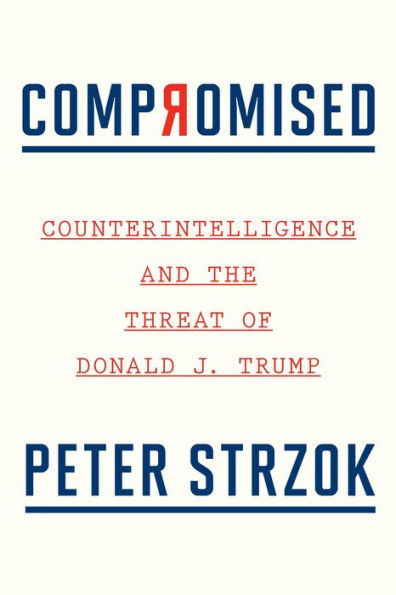 COMPЯOMISED
COUNTERINTELLIGENCE
AND THE
THREAT OF
DONALD J. TRUMP
PETER STRZOK